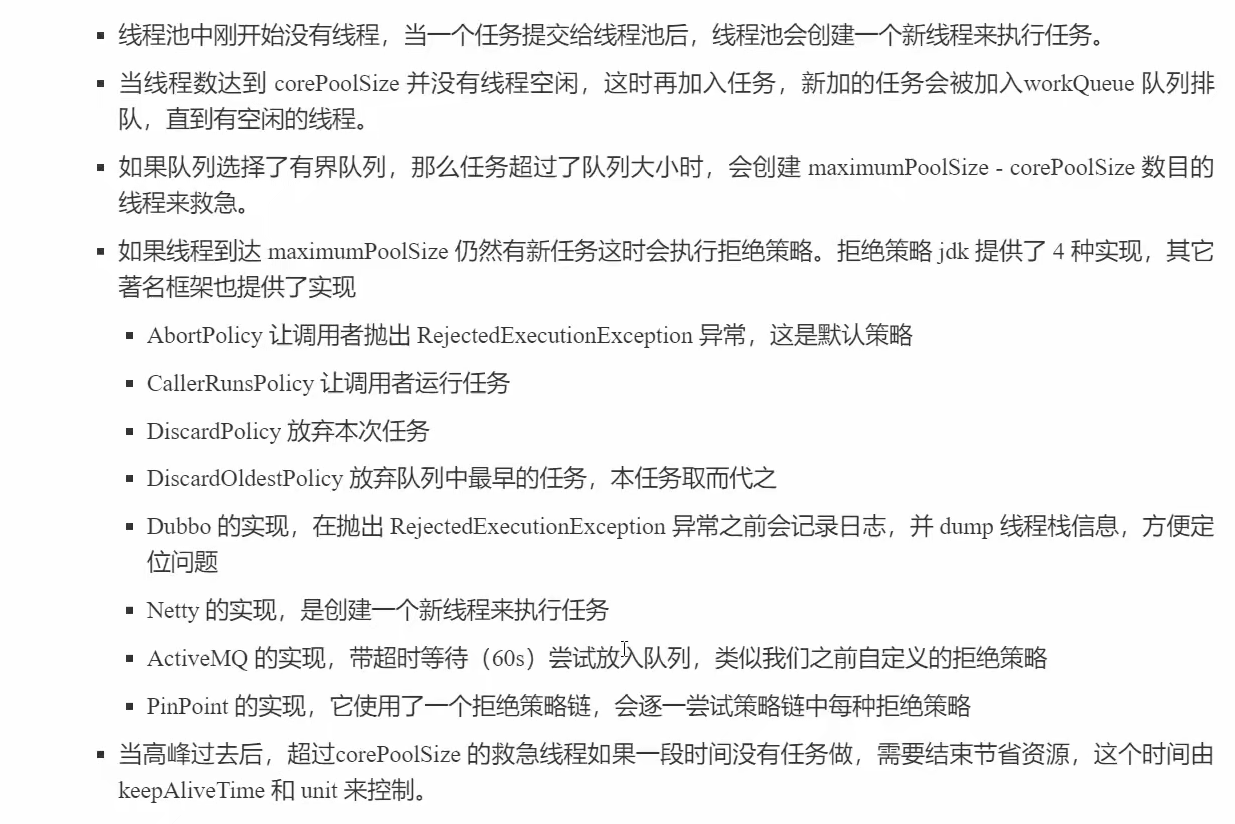 线程池中刚开始没有线程，当一个任务提交给线程池后，线程池会创建一个新线程来执行任务。
当线程数达到 corePoolSize 并没有线程空闲，这时再加入任务，新加的任务会被加入workQueue 队列排
队，直到有空闲的线程。
如果队列选择了有界队列，那么任务超过了队列大小时，会创建 maximumPoolSize - corePoolSize 数目的
线程来救急。
如果线程到达 maximumPoolSize 仍然有新任务这时会执行拒绝策略。拒绝策略 jdk 提供了 4 种实现，其它
著名框架也提供了实现
AbortPolicy 让调用者抛出 RejectedExecutionException 异常，这是默认策略
CallerRunsPolicy 让调用者运行任务
DiscardPolicy 放弃本次任务
DiscardOldestPolicy 放弃队列中最早的任务，本任务取而代之
Dubbo 的实现，在抛出 RejectedExecutionException 异常之前会记录日志，并 dump 线程栈信息，方便定
位问题
Netty 的实现，是创建一个新线程来执行任务
ActiveMQ 的实现，带超时等待（60s）尝试放入队列，类似我们之前自定义的拒绝策略
PinPoint 的实现，它使用了一个拒绝策略链，会逐一尝试策略链中每种拒绝策略
当高峰过去后，超过corePoolSize 的救急线程如果一段时间没有任务做，需要结束节省资源，这个时间由
keepAliveTime 和 unit 来控制。